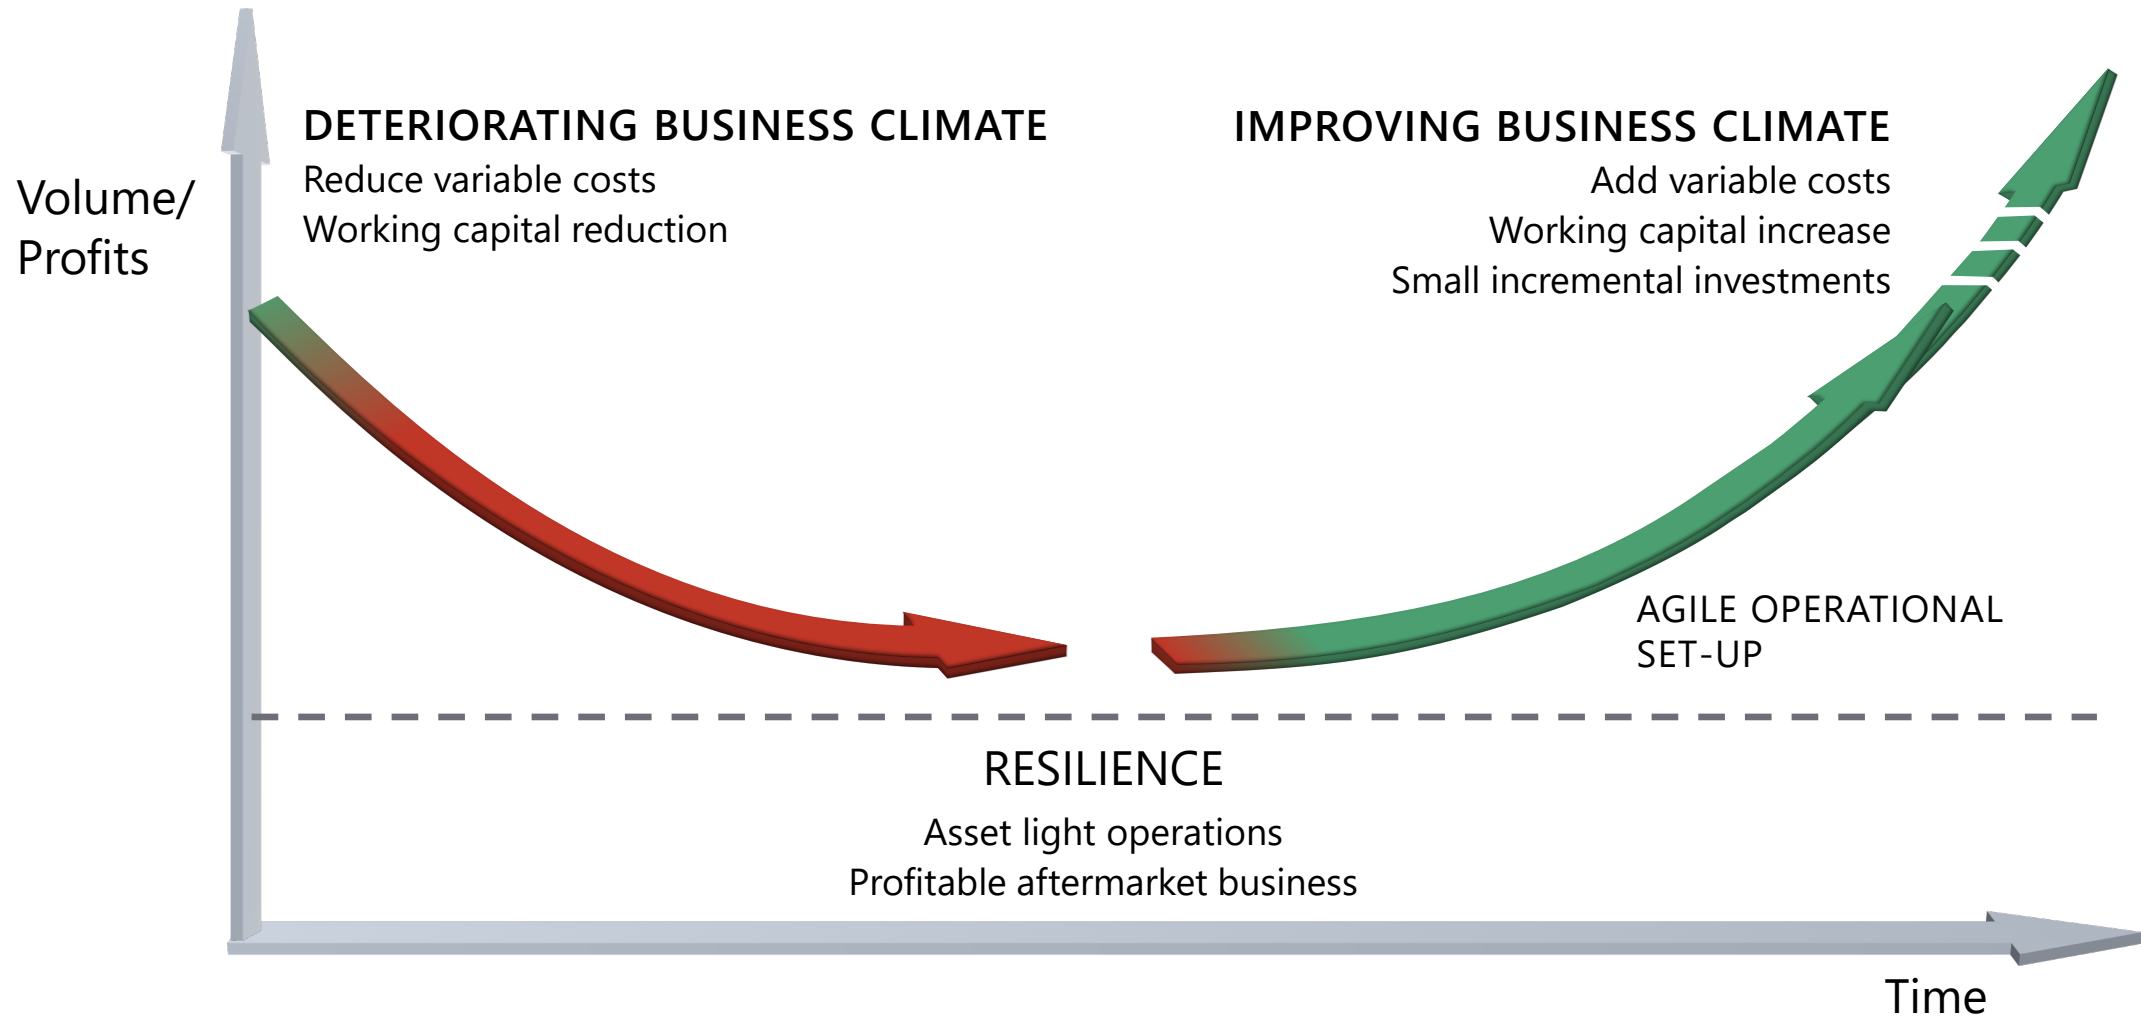 Volume/
Profits
DETERIORATING BUSINESS CLIMATE
Reduce variable costs
Working capital reduction
IMPROVING BUSINESS CLIMATE
Add variable costs
Working capital increase
Small incremental investments
AGILE OPERATIONAL
SET-UP
RESILIENCE
Asset light operations
Profitable aftermarket business
Time